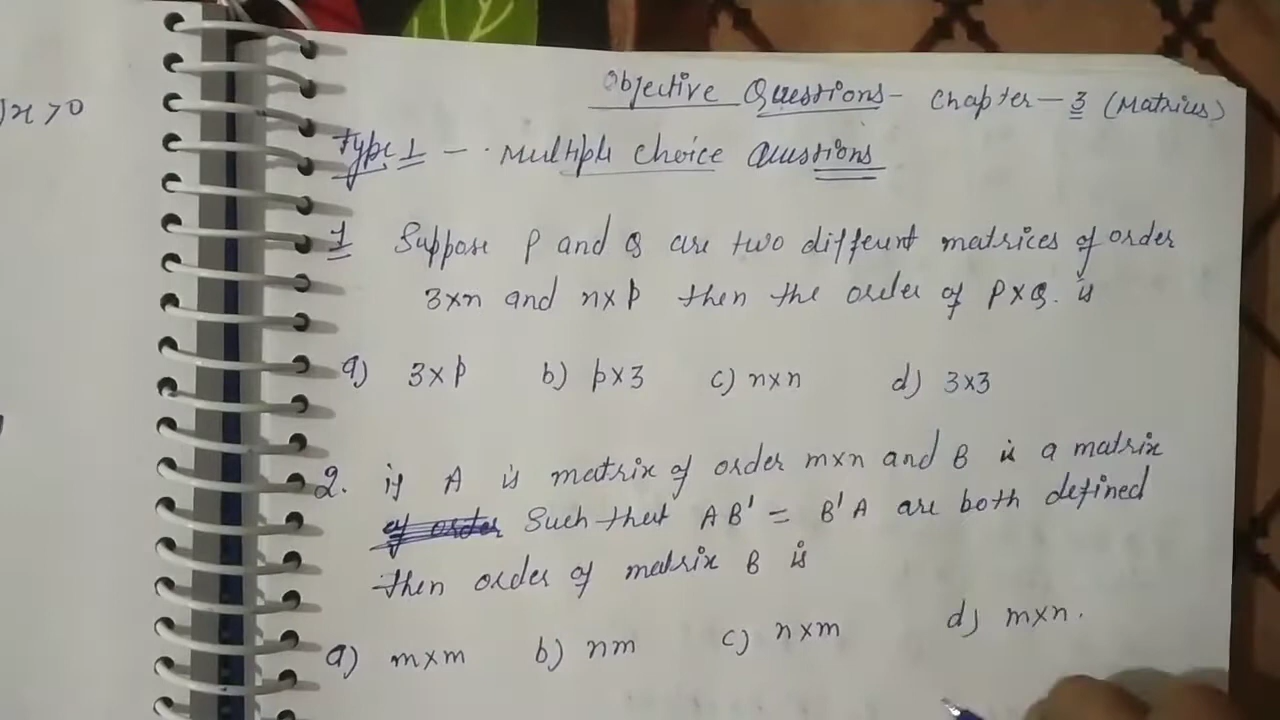 )x > 0
Objective Questions - Chapter - 3 (Matrices)
Type 1 - Multiple Choice Questions
1 Suppose P and Q are two different matrices of order
3×n and n×p then the order of P×Q. is
a) 3×p b) p×3 c) n×n d) 3×3
2. if A is matrix of order m×n and B is a matrix
of order Such that AB' = B'A are both defined
then order of matrix B is
a) m×m b) nm c) n×m d) m×n.